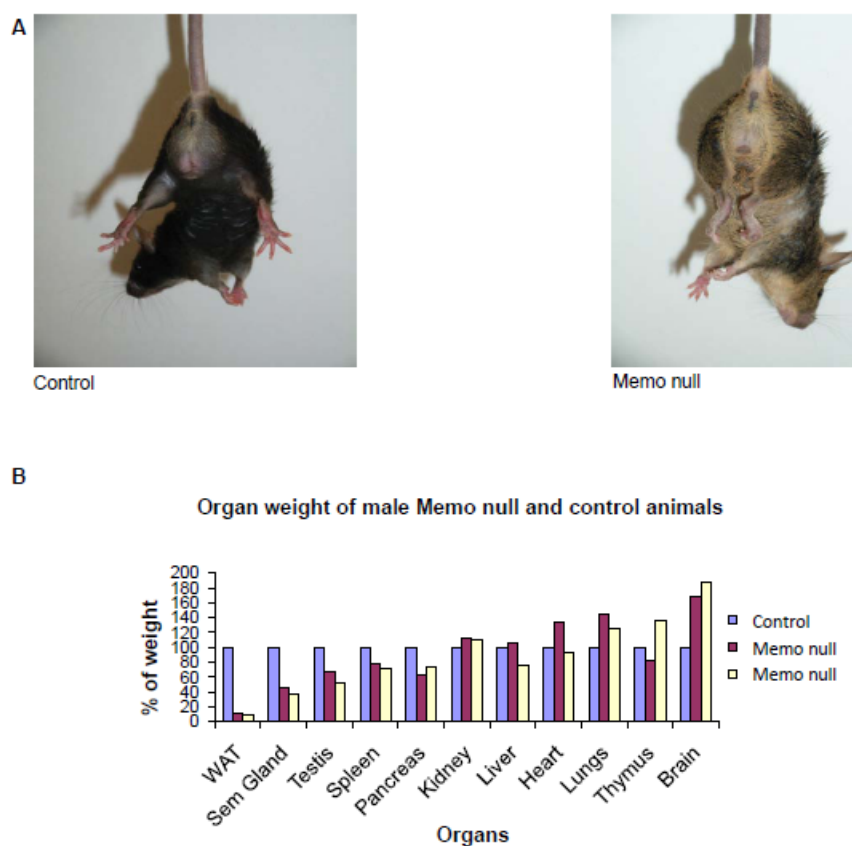 A
Control
Memo null
B
Organ weight of male Memo null and control animals
% of weight
200
180
160
140
120
100
80
60
40
20
0
Control
Memo null
Memo null
WAT
Sem Gland
Testis
Spleen
Pancreas
Kidney
Liver
Heart
Lungs
Thymus
Brain
Organs